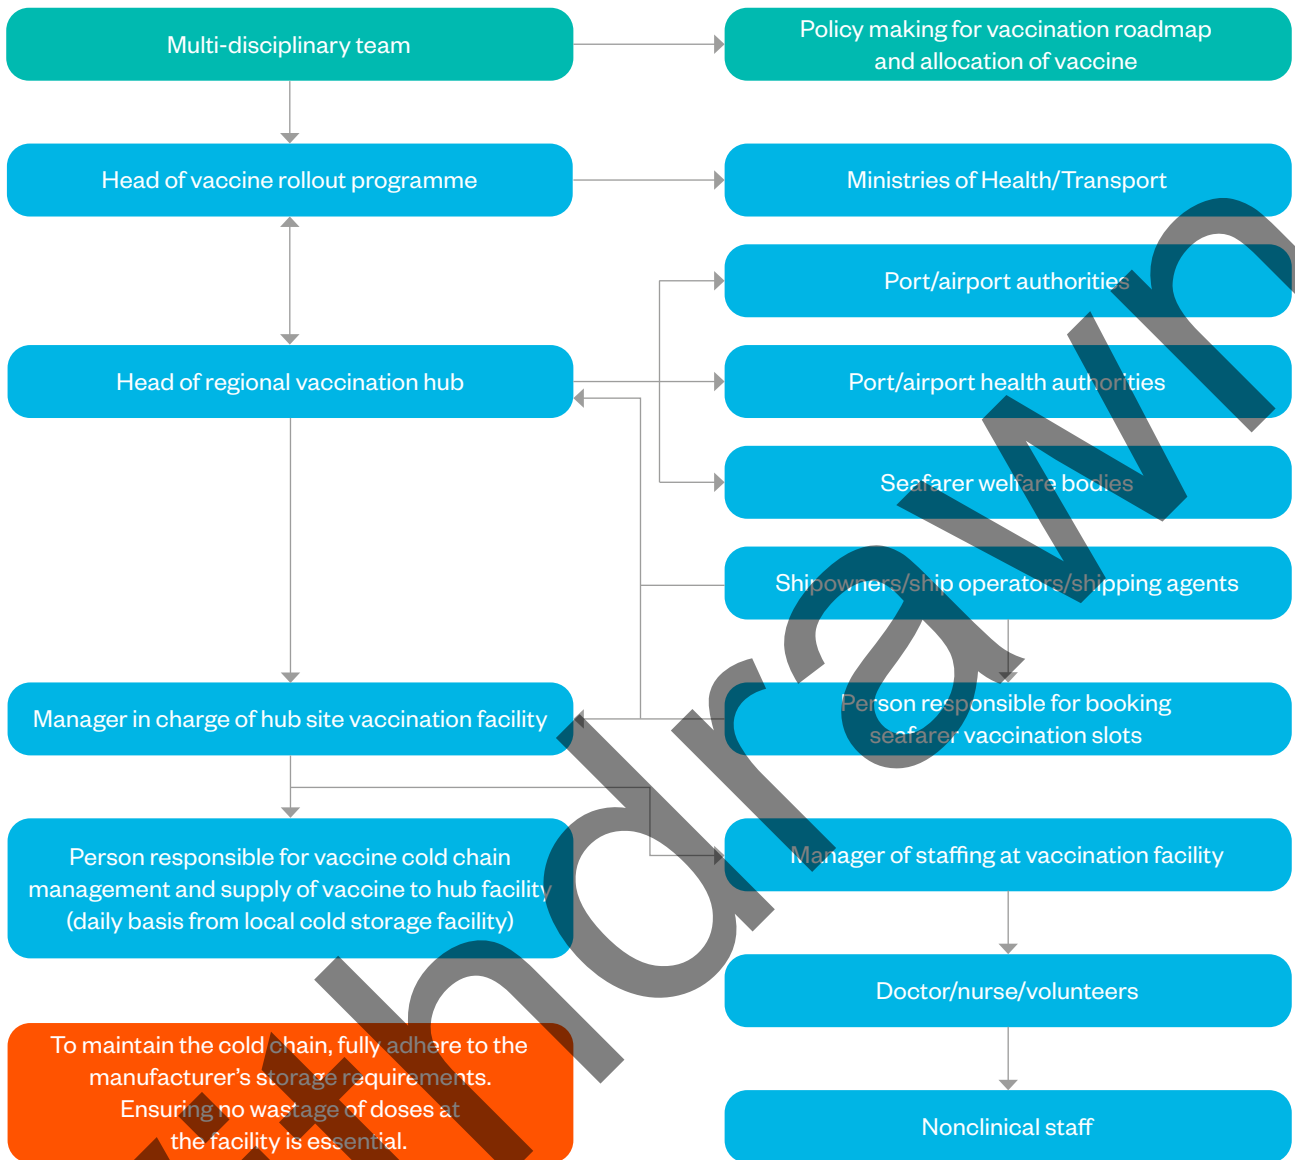 Multi-disciplinary team
Policy making for vaccination roadmap
and allocation of vaccine
Head of vaccine rollout programme
Ministries of Health/Transport
Port/airport authorities
Head of regional vaccination hub
Port/airport health authorities
Seafarer welfare bodies
Shipowners/ship operators/shipping agents
Manager in charge of hub site vaccination facility
Person responsible for booking
seafarer vaccination slots
Person responsible for vaccine cold chain
management and supply of vaccine to hub facility
(daily basis from local cold storage facility)
Manager of staffing at vaccination facility
Doctor/nurse/volunteers
To maintain the cold chain, fully adhere to the
manufacturer’s storage requirements.
Ensuring no wastage of doses at
the facility is essential.
Nonclinical staff
ithdrawn